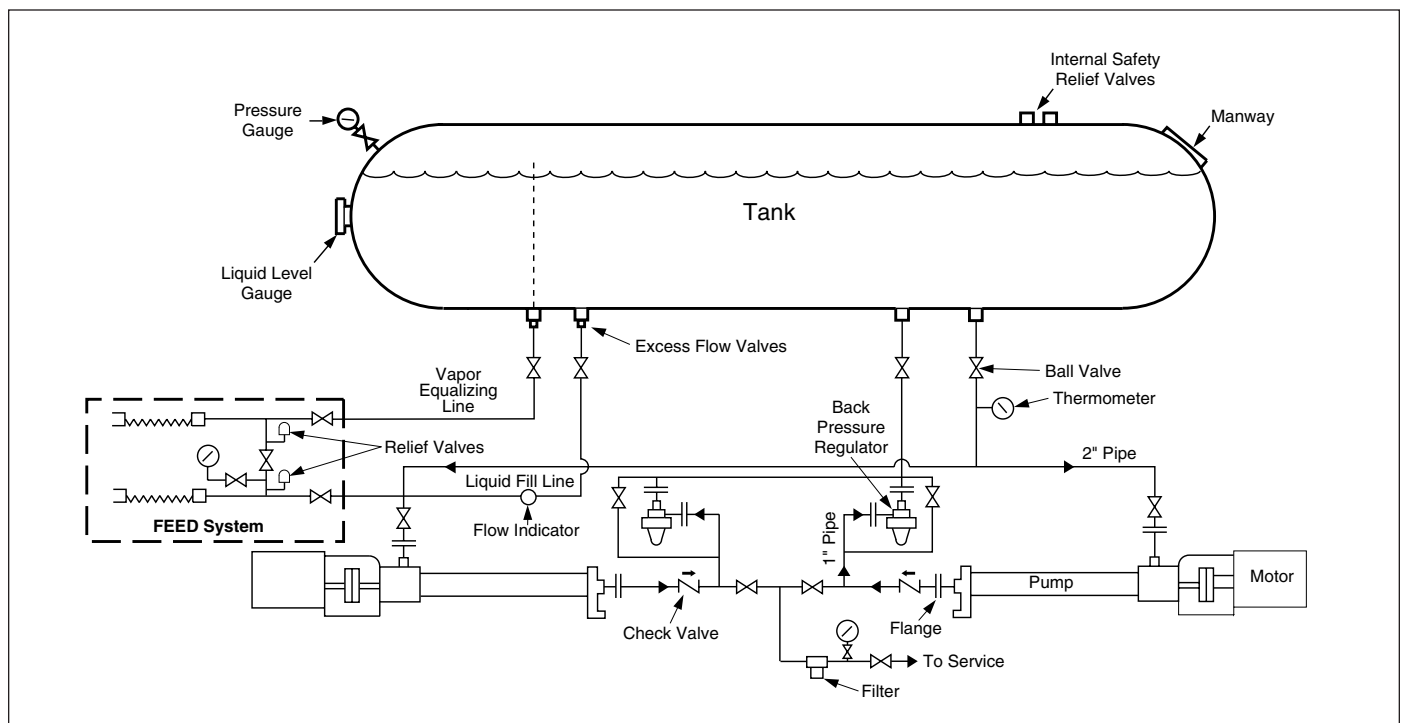 Internal Safety
Relief Valves
Pressure
Gauge
Manway
Tank
Liquid Level
Gauge
Excess Flow Valves
Ball Valve
Vapor
Equalizing
Line
Thermometer
Back
Pressure
Regulator
Relief Valves
2" Pipe
Liquid Fill Line
FEED System
Flow Indicator
1" Pipe
Pump
Motor
Check Valve
Flange
To Service
Filter